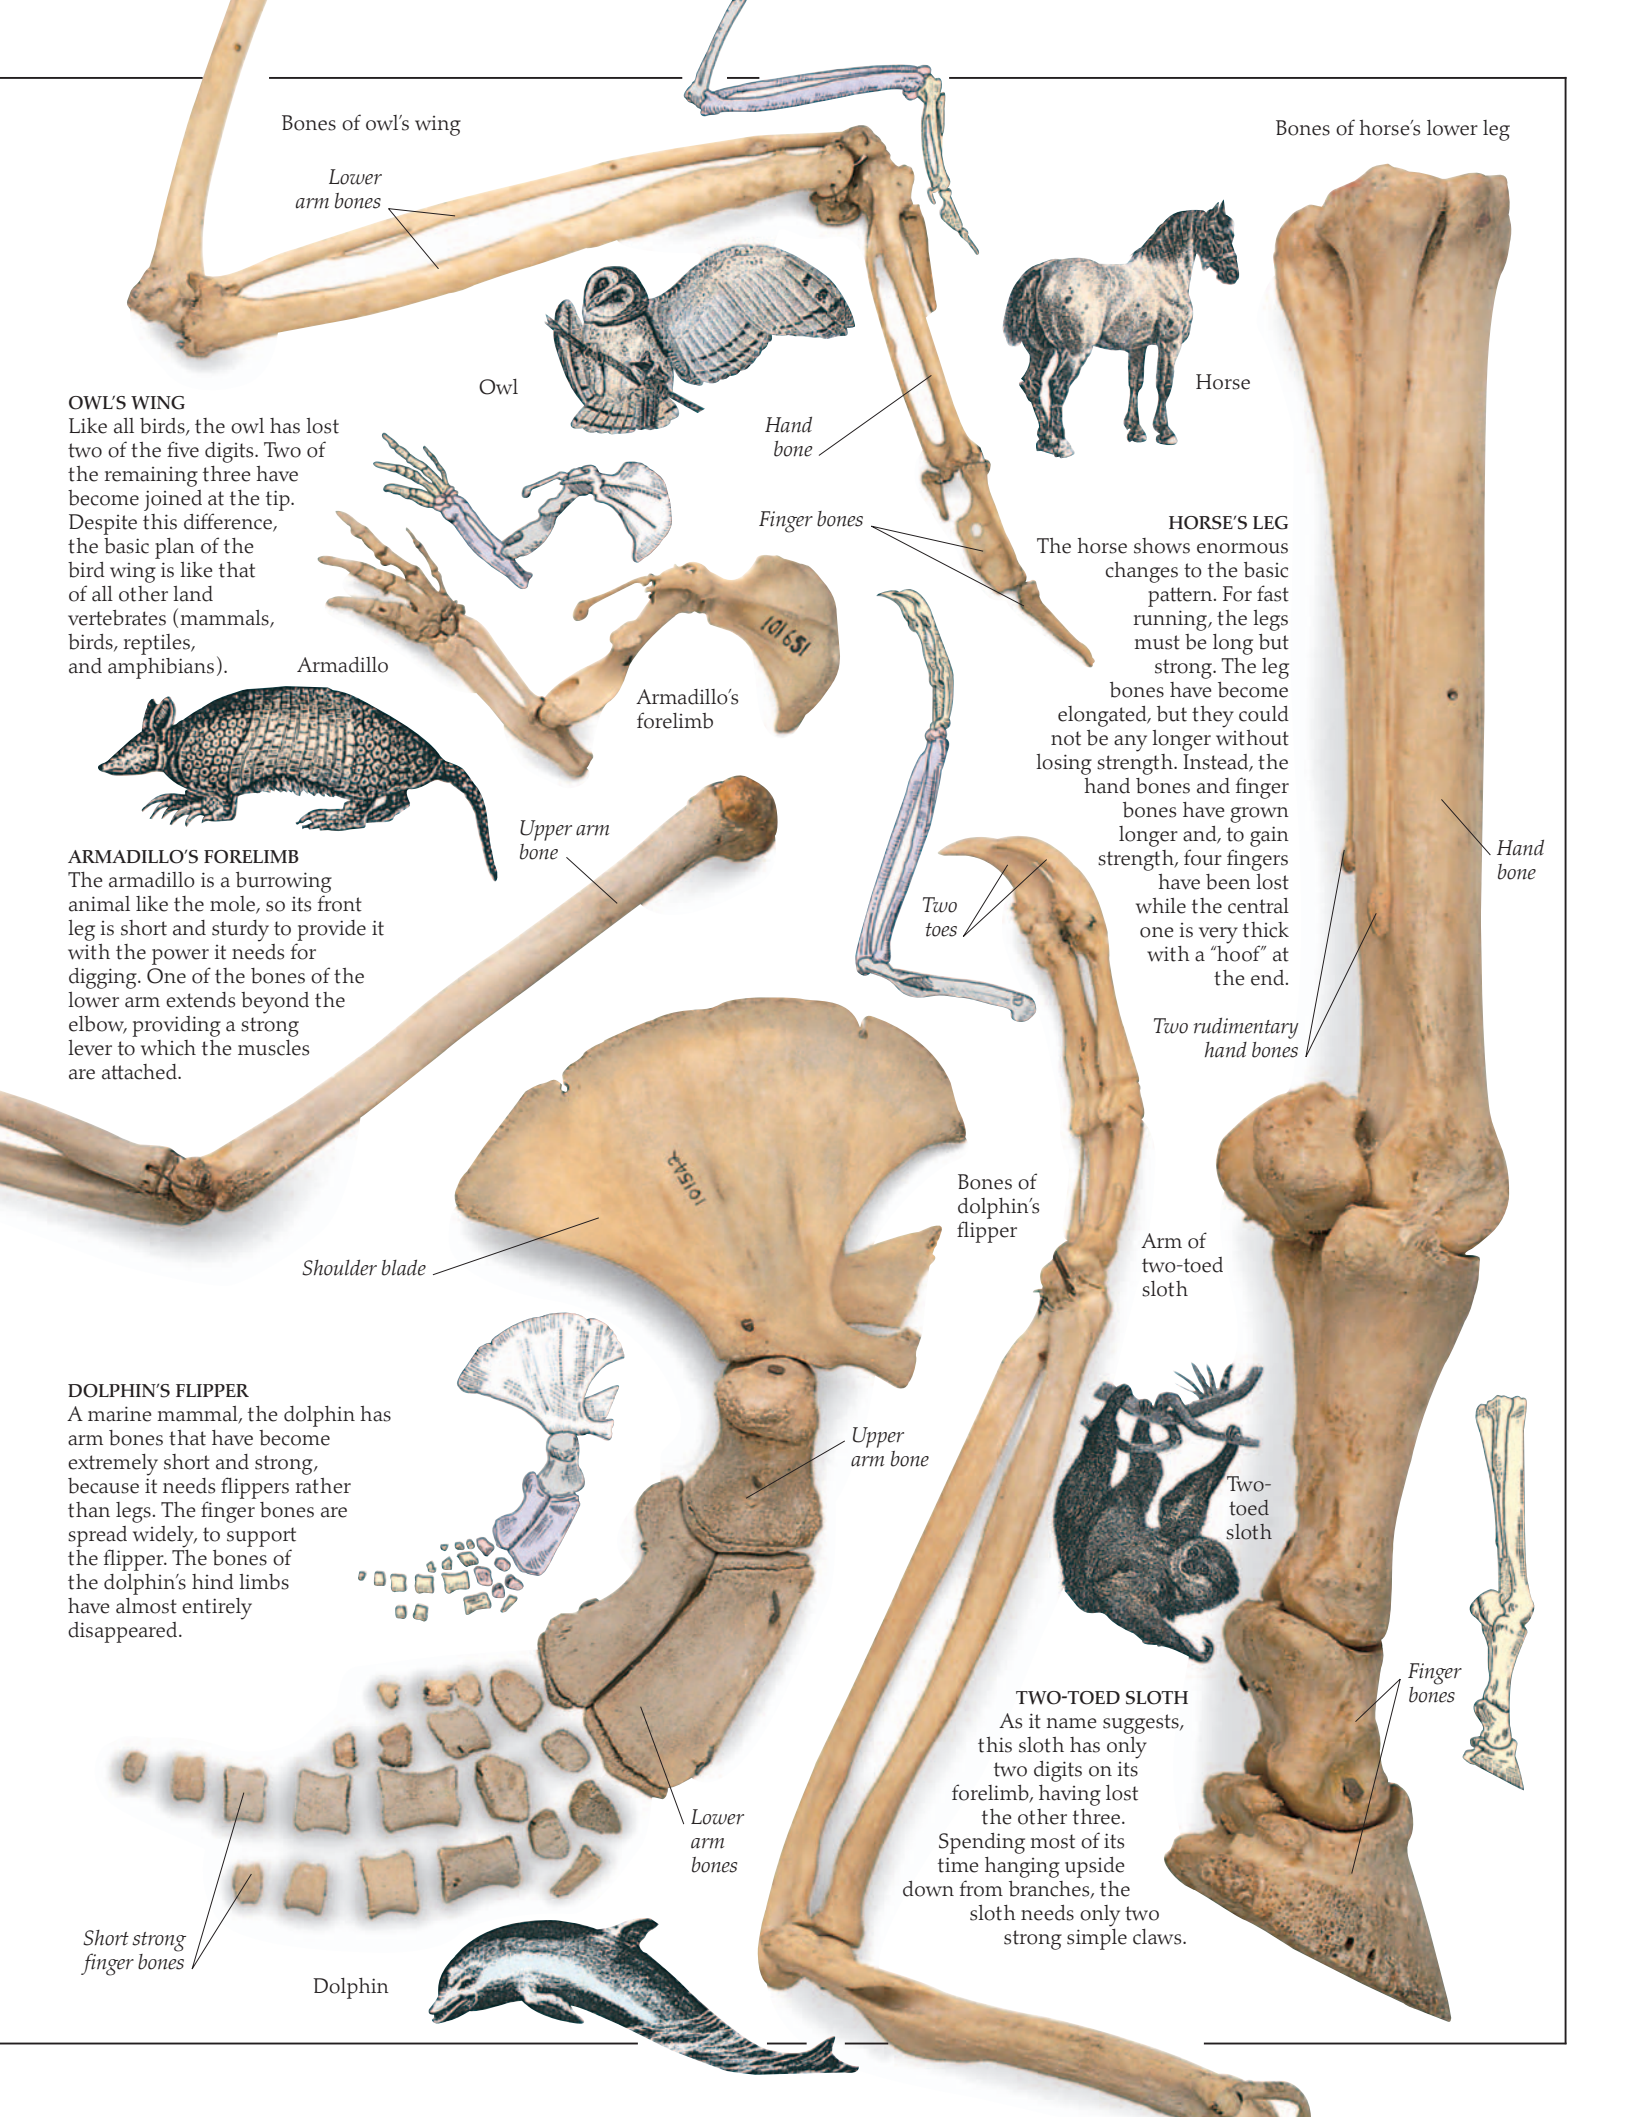 Bones of owl's wing
Bones of horse's lower leg
Lower
arm bones
Owl
Horse
Hand
bone
Finger bones
OWL'S WING
Like all birds, the owl has lost
two of the five digits. Two of
the remaining three have
become joined at the tip.
Despite this difference,
the basic plan of the
bird wing is like that
of all other land
vertebrates (mammals,
birds, reptiles,
and amphibians).
Armadillo
Armadillo's
forelimb
101651
HORSE'S LEG
The horse shows enormous
changes to the basic
pattern. For fast
running, the legs
must be long but
strong. The leg
bones have become
elongated, but they could
not be any longer without
losing strength. Instead, the
hand bones and finger
bones have grown
longer and, to gain
strength, four fingers
have been lost
while the central
one is very thick
with a “hoof” at
the end.
Hand
bone
Two rudimentary
hand bones
Upper arm
bone
ARMADILLO'S FORELIMB
The armadillo is a burrowing
animal like the mole, so its front
leg is short and sturdy to provide it
with the power it needs for
digging. One of the bones of the
lower arm extends beyond the
elbow, providing a strong
lever to which the muscles
are attached.
Two
toes
101542
Bones of
dolphin's
flipper
Shoulder blade
Arm of
two-toed
sloth
DOLPHIN'S FLIPPER
A marine mammal, the dolphin has
arm bones that have become
extremely short and strong,
because it needs flippers rather
than legs. The finger bones are
spread widely, to support
the flipper. The bones of
the dolphin's hind limbs
have almost entirely
disappeared.
Upper
arm bone
Two-
toed
sloth
Finger
bones
TWO-TOED SLOTH
As it name suggests,
this sloth has only
two digits on its
forelimb, having lost
the other three.
Spending most of its
time hanging upside
down from branches, the
sloth needs only two
strong simple claws.
Lower
arm
bones
Short strong
finger bones
Dolphin